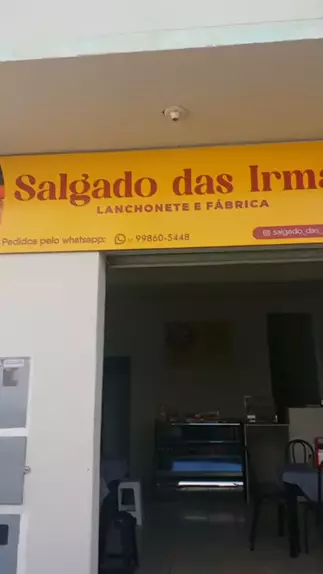 Salgado das Irma
LANCHONETE E FÁBRICA
Pedidos pelo whatsapp: 99860-5448
salgado_das_